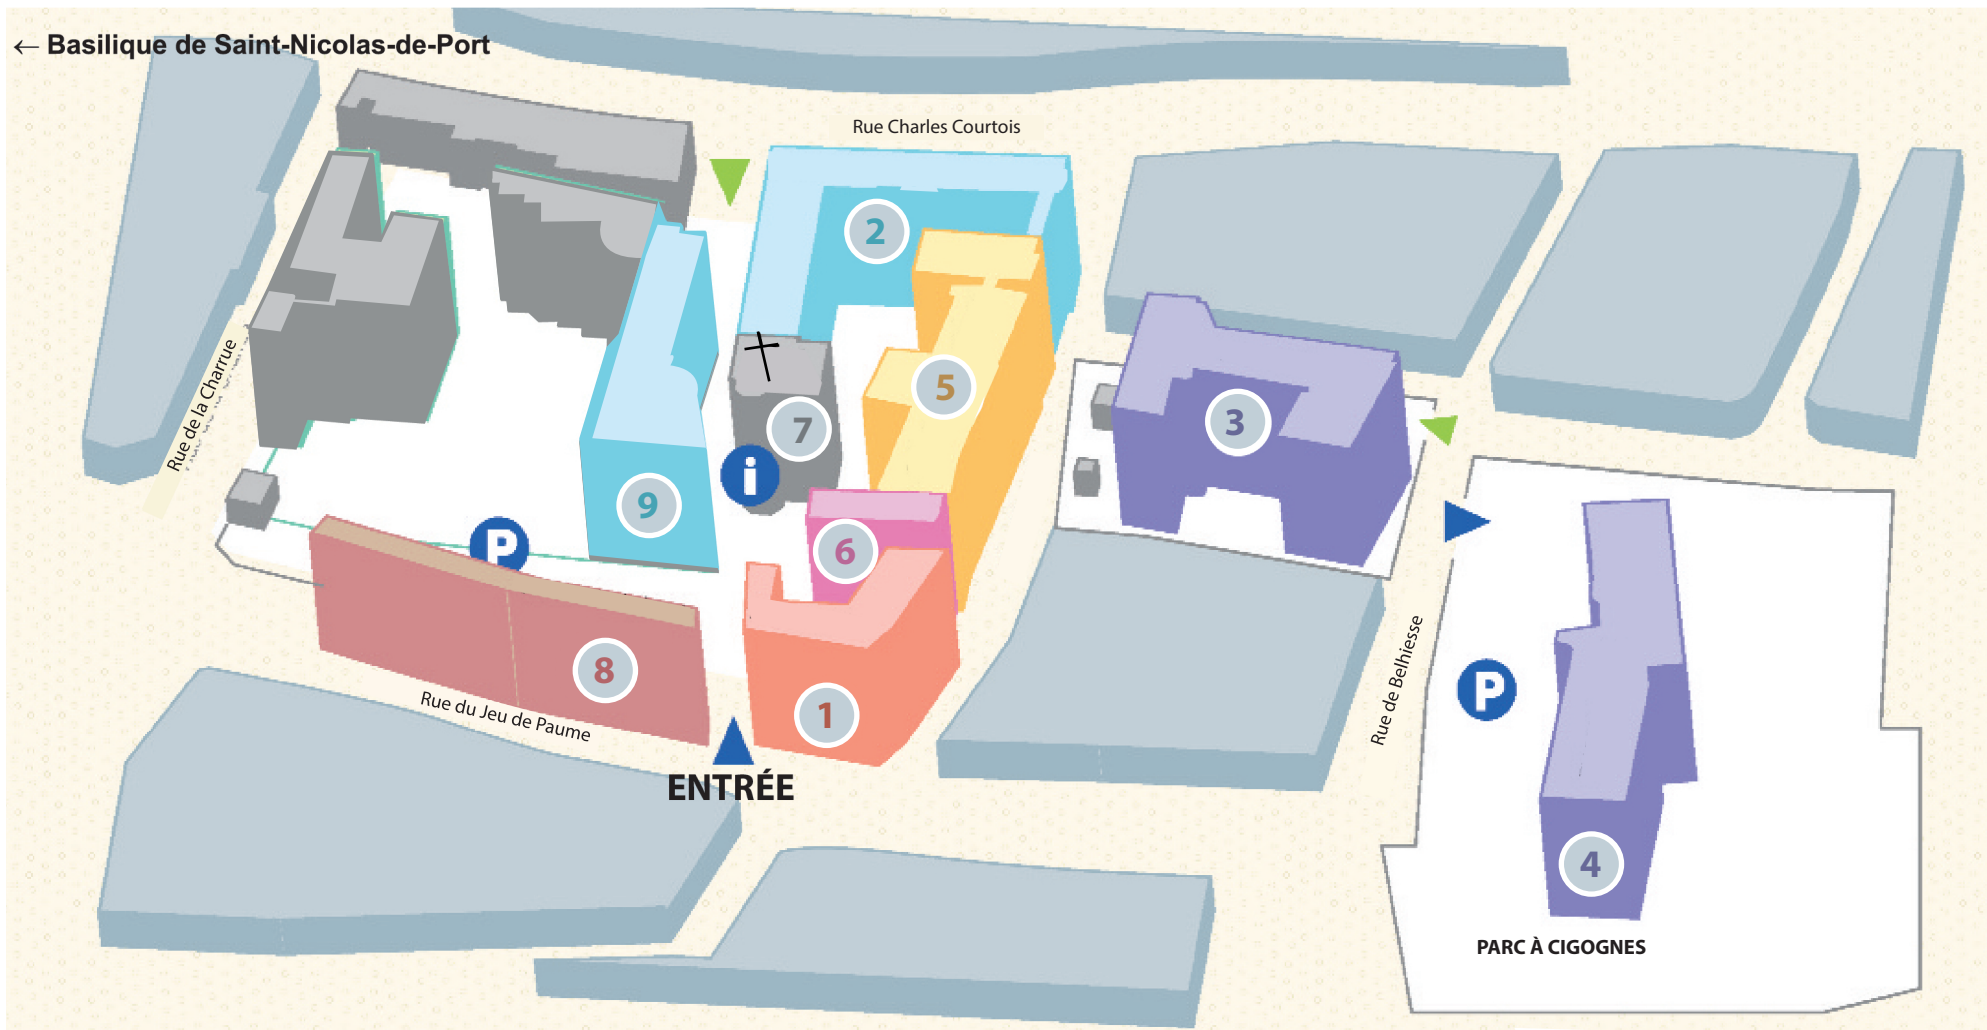 ← Basilique de Saint-Nicolas-de-Port
Rue Charles Courtois
2
Rue de la Charrue
5
3
7
i
9
P
6
8
1
Rue du Jeu de Paume
ENTRÉE
Rue de Belhiesse
P
4
PARC À CIGOGNES